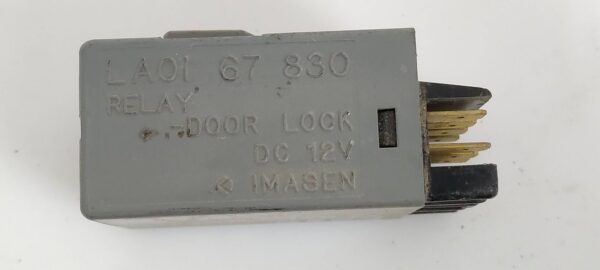 LA01 67 830
RELAY
-DOOR LOCK
DC 12V
IMASEN